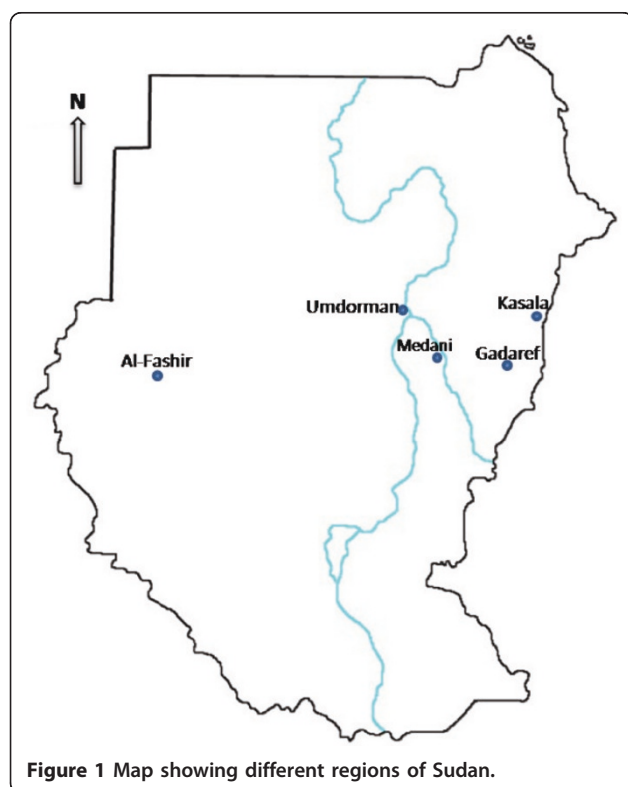 N
Umdorman
Kasala
Medani
Gadaref
Al-Fashir
Figure 1 Map showing different regions of Sudan.